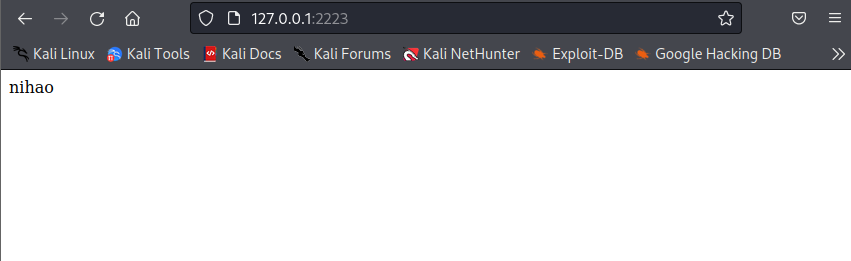 127.0.0.1:2223
Kali Linux Kali Tools Kali Docs Kali Forums Kali NetHunter Exploit-DB Google Hacking DB
nihao